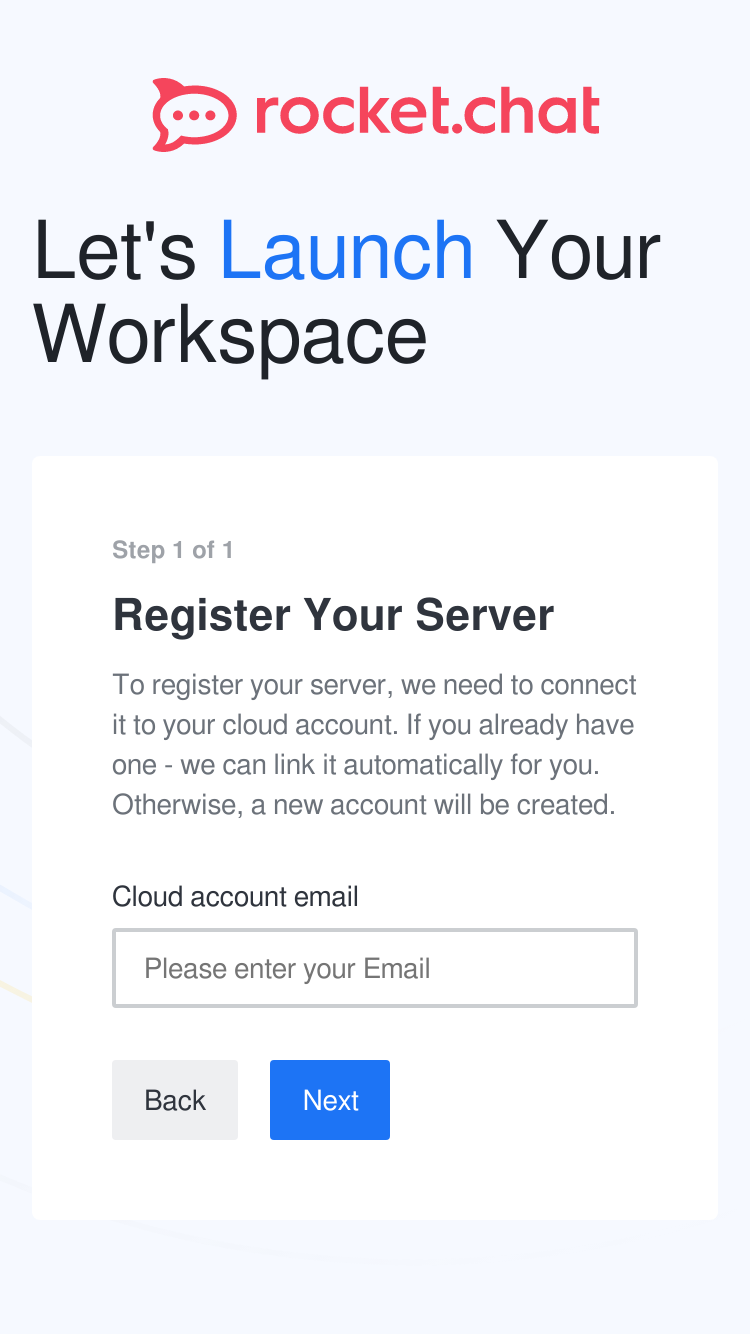 rocket.chat
Let's Launch Your
Workspace
Step 1 of 1
Register Your Server
To register your server, we need to connect
it to your cloud account. If you already have
one - we can link it automatically for you.
Otherwise, a new account will be created.
Cloud account email
Please enter your Email
Back Next